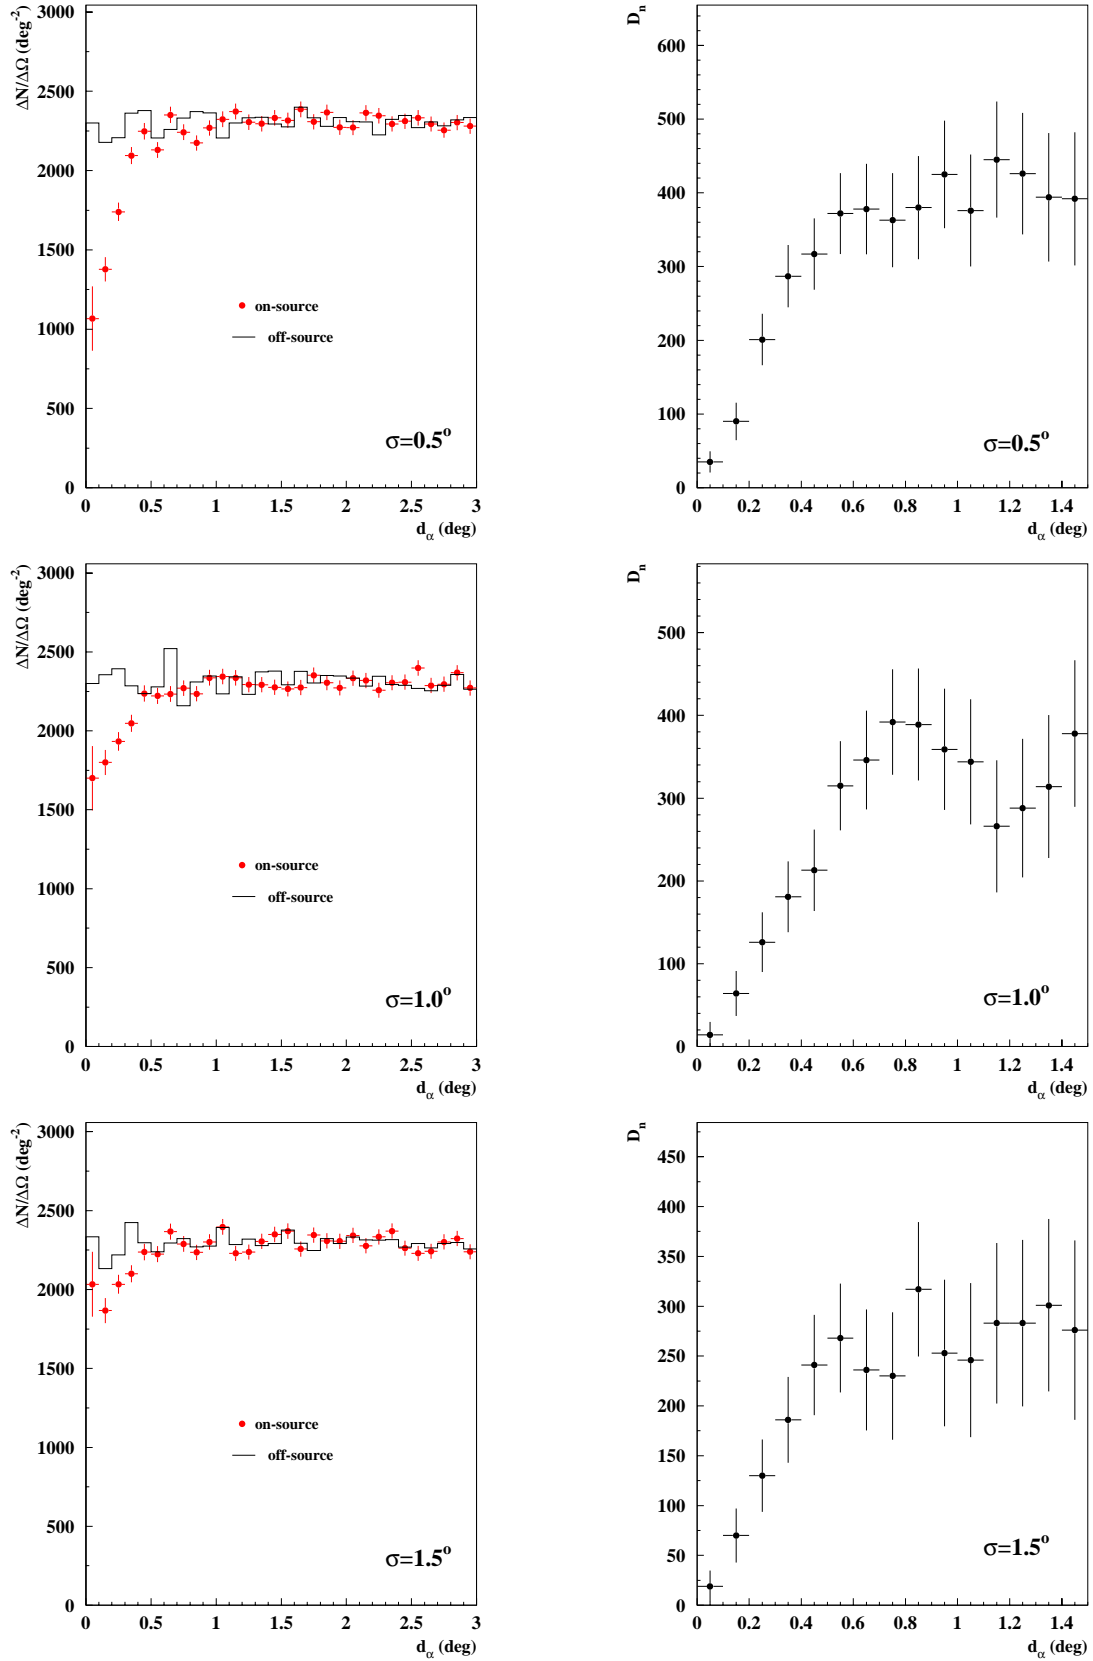 ΔN/ΔΩ (deg⁻²)
3000
2500
2000
1500
1000
500
0
on-source
off-source
σ=0.5°
0 0.5 1 1.5 2 2.5 3
d_α (deg)
D_n
600
500
400
300
200
100
0
σ=0.5°
0 0.2 0.4 0.6 0.8 1 1.2 1.4
d_α (deg)
ΔN/ΔΩ (deg⁻²)
3000
2500
2000
1500
1000
500
0
on-source
off-source
σ=1.0°
0 0.5 1 1.5 2 2.5 3
d_α (deg)
D_n
500
400
300
200
100
0
σ=1.0°
0 0.2 0.4 0.6 0.8 1 1.2 1.4
d_α (deg)
ΔN/ΔΩ (deg⁻²)
3000
2500
2000
1500
1000
500
0
on-source
off-source
σ=1.5°
0 0.5 1 1.5 2 2.5 3
d_α (deg)
D_n
450
400
350
300
250
200
150
100
50
0
σ=1.5°
0 0.2 0.4 0.6 0.8 1 1.2 1.4
d_α (deg)